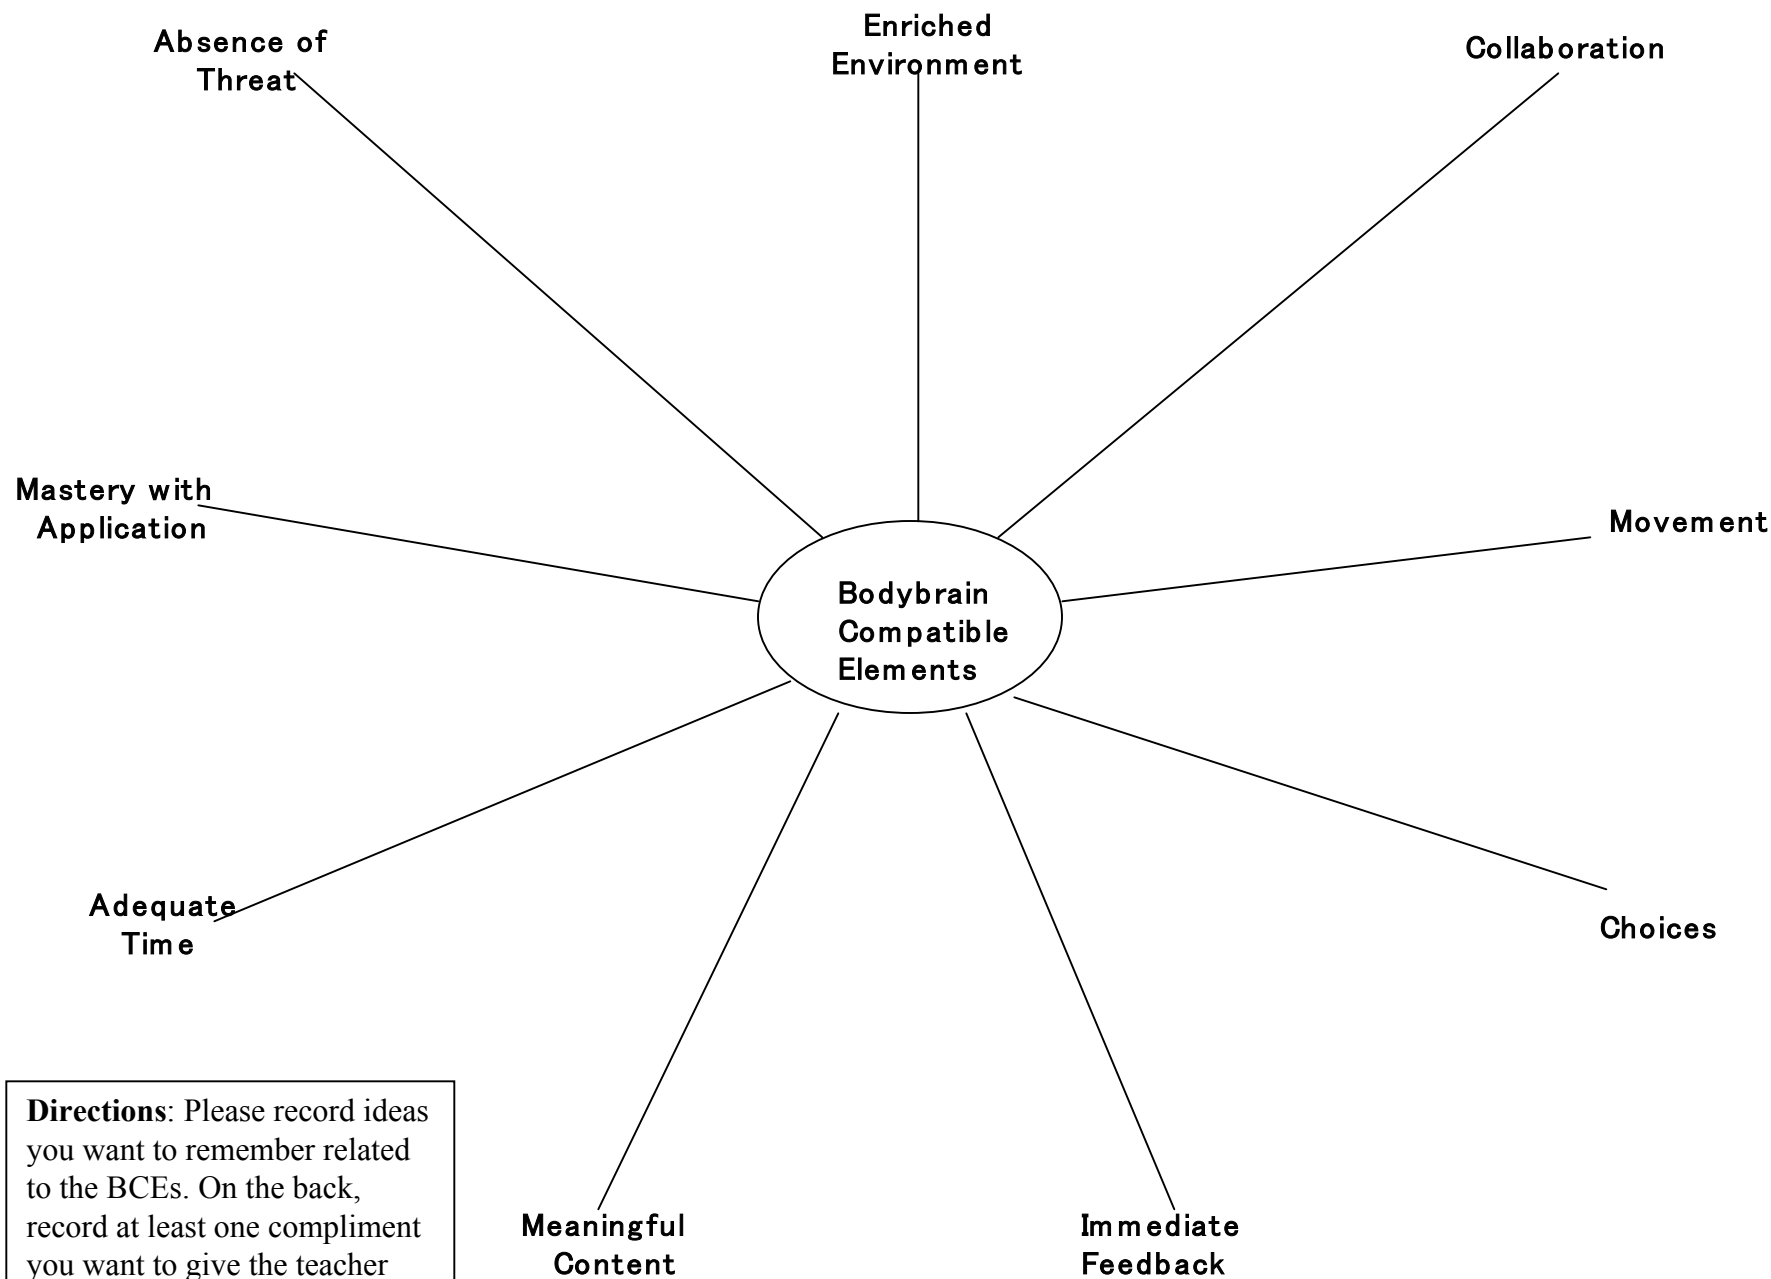 Absence of
Threat
Enriched
Environment
Collaboration
Mastery with
Application
Movement
Bodybrain
Compatible
Elements
Adequate
Time
Choices
Directions: Please record ideas
you want to remember related
to the BCEs. On the back,
record at least one compliment
you want to give the teacher
Meaningful
Content
Immediate
Feedback